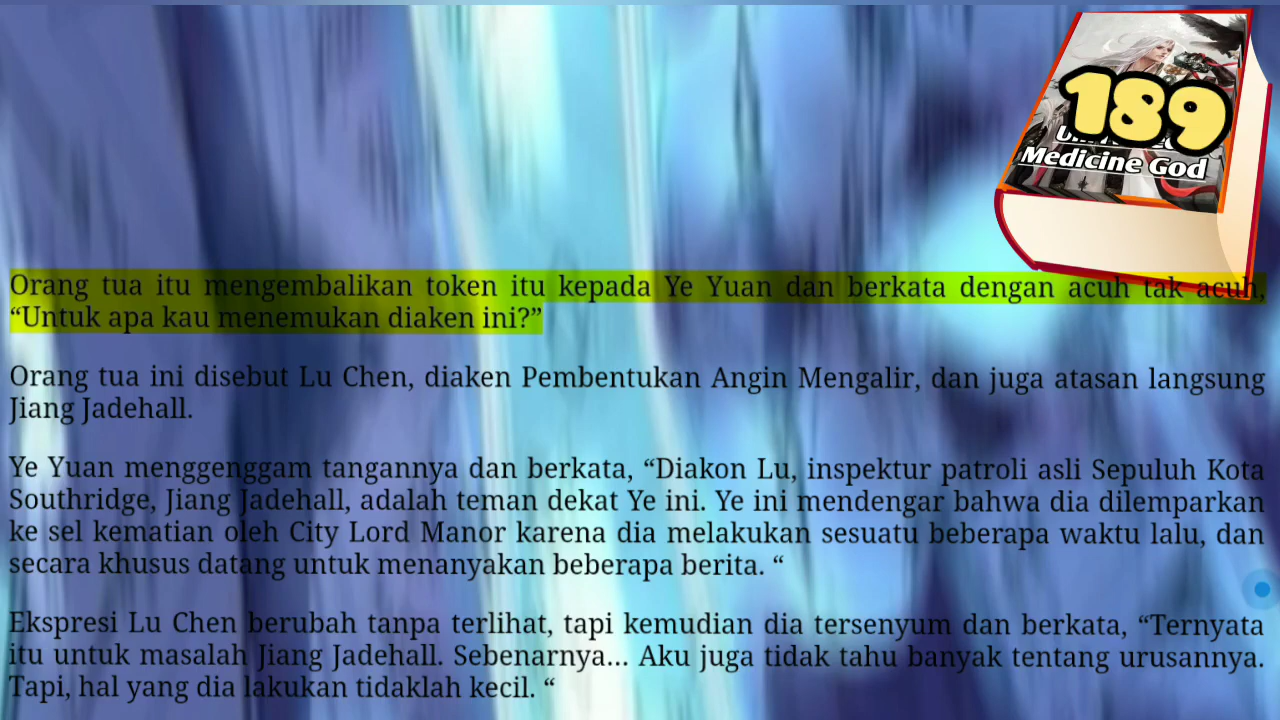 189
Medicine God
Orang tua itu mengembalikan token itu kepada Ye Yuan dan berkata dengan acuh tak acuh,
“Untuk apa kau menemukan diaken ini?”
Orang tua ini disebut Lu Chen, diaken Pembentukan Angin Mengalir, dan juga atasan langsung
Jiang Jadehall.
Ye Yuan menggenggam tangannya dan berkata, “Diakon Lu, inspektur patroli asli Sepuluh Kota
Southridge, Jiang Jadehall, adalah teman dekat Ye ini. Ye ini mendengar bahwa dia dilemparkan
ke sel kematian oleh City Lord Manor karena dia melakukan sesuatu beberapa waktu lalu, dan
secara khusus datang untuk menanyakan beberapa berita. “
Ekspresi Lu Chen berubah tanpa terlihat, tapi kemudian dia tersenyum dan berkata, “Ternyata
itu untuk masalah Jiang Jadehall. Sebenarnya... Aku juga tidak tahu banyak tentang urusannya.
Tapi, hal yang dia lakukan tidaklah kecil. “